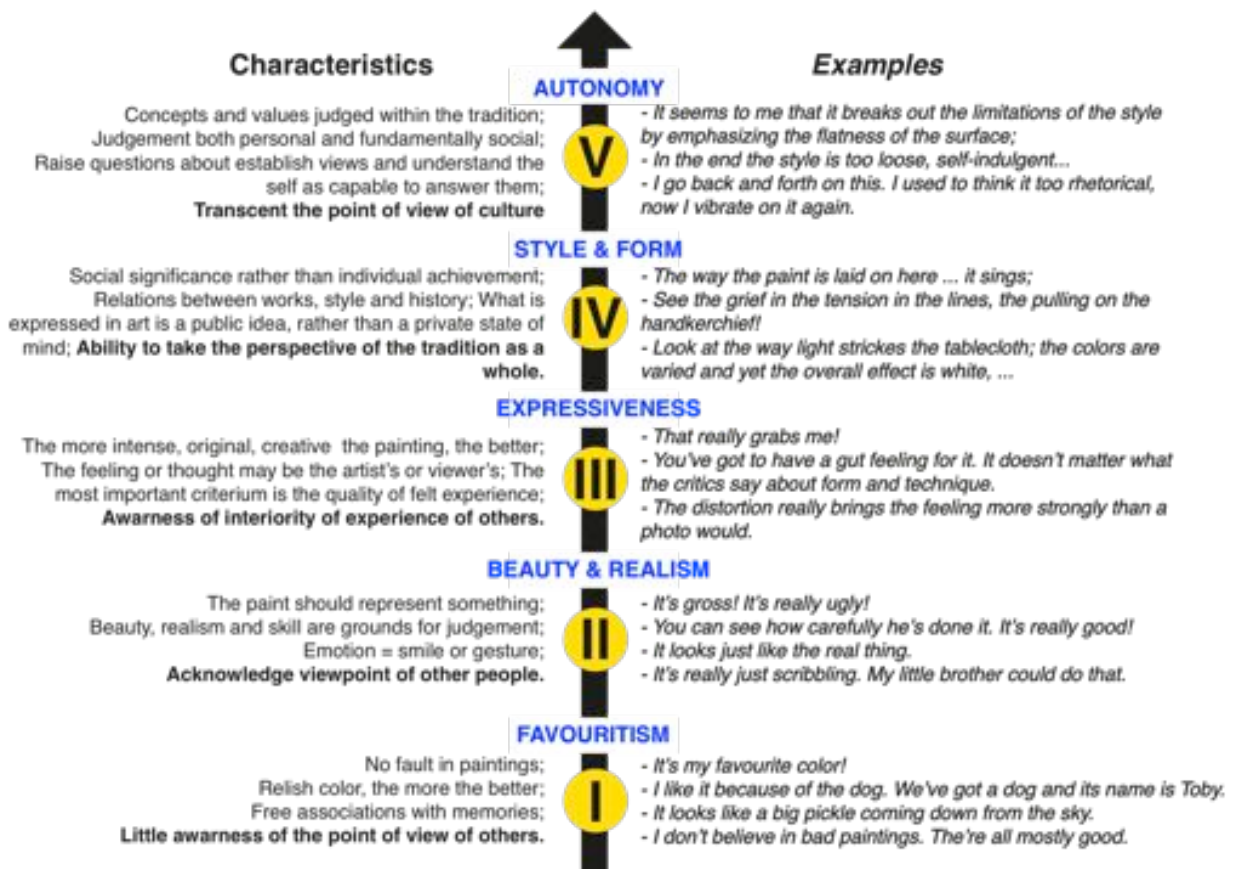 Characteristics
Examples
AUTONOMY
Concepts and values judged within the tradition;
Judgement both personal and fundamentally social;
Raise questions about establish views and understand the
self as capable to answer them;
Transcent the point of view of culture
V
- It seems to me that it breaks out the limitations of the style
by emphasizing the flatness of the surface;
- In the end the style is too loose, self-indulgent...
- I go back and forth on this. I used to think it too rhetorical,
now I vibrate on it again.
STYLE & FORM
Social significance rather than individual achievement;
Relations between works, style and history; What is
expressed in art is a public idea, rather than a private state of
mind; Ability to take the perspective of the tradition as a
whole.
IV
- The way the paint is laid on here ... it sings;
- See the grief in the tension in the lines, the pulling on the
handkerchief!
- Look at the way light strickes the tablecloth; the colors are
varied and yet the overall effect is white, ...
EXPRESSIVENESS
The more intense, original, creative the painting, the better;
The feeling or thought may be the artist's or viewer's; The
most important criterium is the quality of felt experience;
Awarness of interiority of experience of others.
III
- That really grabs me!
- You've got to have a gut feeling for it. It doesn't matter what
the critics say about form and technique.
- The distortion really brings the feeling more strongly than a
photo would.
BEAUTY & REALISM
The paint should represent something;
Beauty, realism and skill are grounds for judgement;
Emotion = smile or gesture;
Acknowledge viewpoint of other people.
II
- It's gross! It's really ugly!
- You can see how carefully he's done it. It's really good!
- It looks just like the real thing.
- It's really just scribbling. My little brother could do that.
FAVOURITISM
No fault in paintings;
Relish color, the more the better;
Free associations with memories;
Little awarness of the point of view of others.
I
- It's my favourite color!
- I like it because of the dog. We've got a dog and its name is Toby.
- It looks like a big pickle coming down from the sky.
- I don't believe in bad paintings. The're all mostly good.